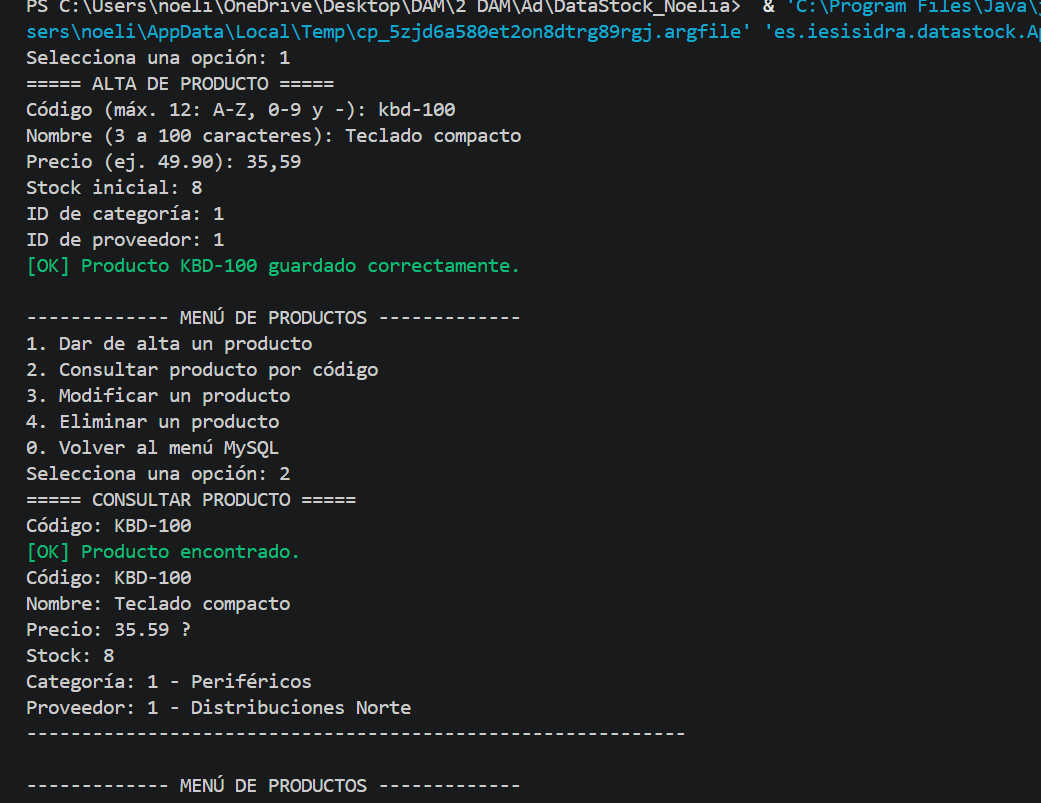 PS C:\Users\noeli\OneDrive\Desktop\DAM\2 DAM\Ad\DataStock_Noelia>  & 'C:\Program Files\Java\
sers\noeli\AppData\Local\Temp\cp_5zjd6a580et2on8dtrg89rgj.argfile' 'es.iesisidra.datastock.A
Selecciona una opción: 1
===== ALTA DE PRODUCTO =====
Código (máx. 12: A-Z, 0-9 y -): kbd-100
Nombre (3 a 100 caracteres): Teclado compacto
Precio (ej. 49.90): 35,59
Stock inicial: 8
ID de categoría: 1
ID de proveedor: 1
[OK] Producto KBD-100 guardado correctamente.
------------- MENÚ DE PRODUCTOS -------------
1. Dar de alta un producto
2. Consultar producto por código
3. Modificar un producto
4. Eliminar un producto
0. Volver al menú MySQL
Selecciona una opción: 2
===== CONSULTAR PRODUCTO =====
Código: KBD-100
[OK] Producto encontrado.
Código: KBD-100
Nombre: Teclado compacto
Precio: 35.59 ?
Stock: 8
Categoría: 1 - Periféricos
Proveedor: 1 - Distribuciones Norte
------------------------------------------------------------
------------- MENÚ DE PRODUCTOS -------------